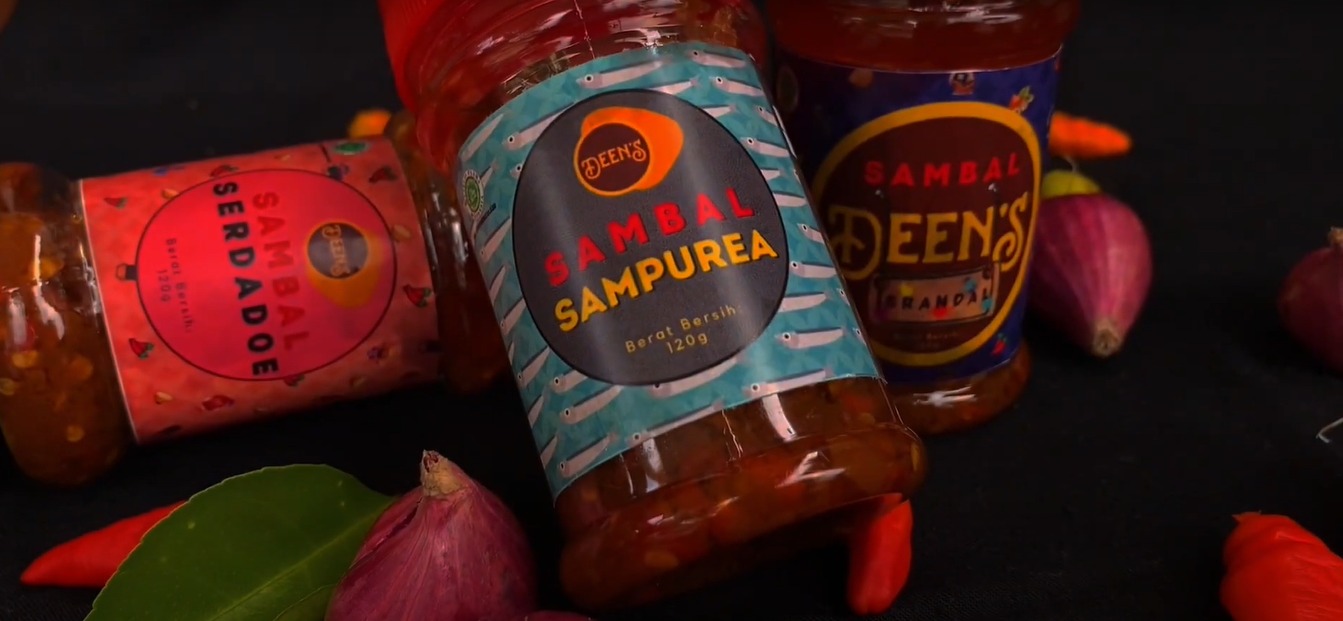 DEEN'S
SAMBAL
SERDADOE
Berat Bersih:
120g
DEEN'S
SAMBAL
SAMPUREA
Berat Bersih:
120g
SAMBAL
DEEN'S
BRANDAL